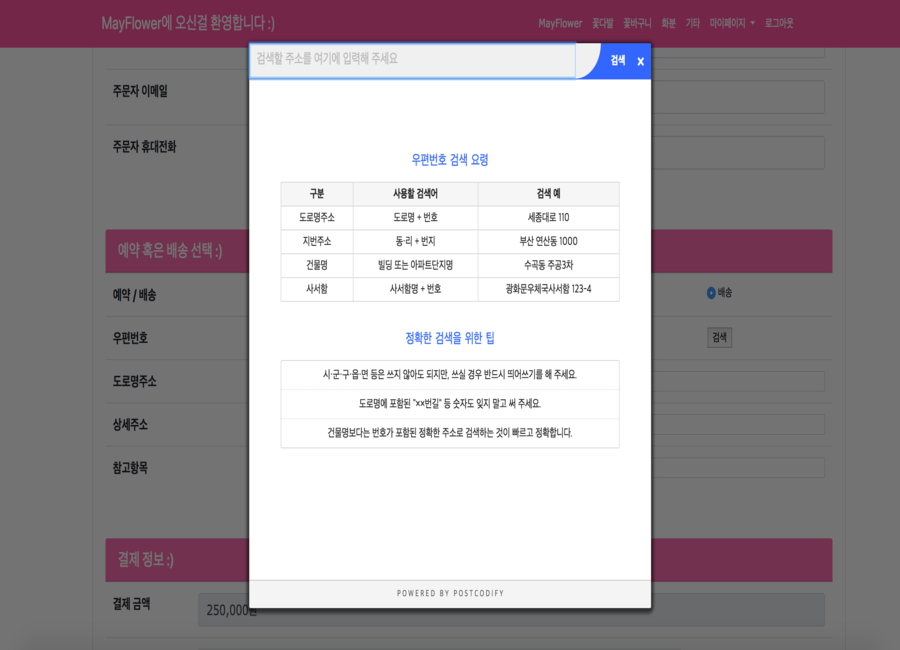 MayFlower에 오신걸 환영합니다 :)
MayFlower 꽃다발 꽃바구니 화분 기타 마이페이지 로그아웃
검색할 주소를 여기에 입력해 주세요
검색 x
주문자 이메일
주문자 휴대전화
우편번호 검색 요령
구분 사용할 검색어 검색 예
도로명주소 도로명 + 번호 세종대로 110
지번주소 동·리 + 번지 부산 연산동 1000
건물명 빌딩 또는 아파트단지명 수곡동 주공3차
사서함 사서함명 + 번호 광화문우체국사서함 123-4
예약 혹은 배송 선택 :)
예약 / 배송
배송
우편번호
검색
정확한 검색을 위한 팁
시·군·구·읍·면 등은 쓰지 않아도 되지만, 쓰실 경우 반드시 띄어쓰기를 해 주세요.
도로명에 포함된 "××번길" 등 숫자도 잊지 말고 써 주세요.
건물명보다는 번호가 포함된 정확한 주소로 검색하는 것이 빠르고 정확합니다.
도로명주소
상세주소
참고항목
결제 정보 :)
결제 금액
250,000원
POWERED BY POSTCODIFY